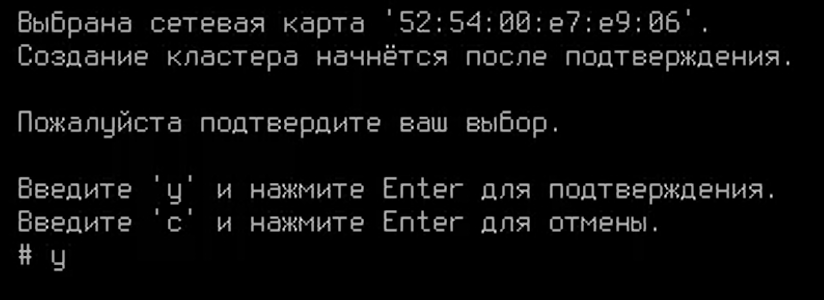 Выбрана сетевая карта '52:54:00:e7:e9:06'.
Создание кластера начнётся после подтверждения.
Пожалуйста подтвердите ваш выбор.
Введите 'y' и нажмите Enter для подтверждения.
Введите 'c' и нажмите Enter для отмены.
# y